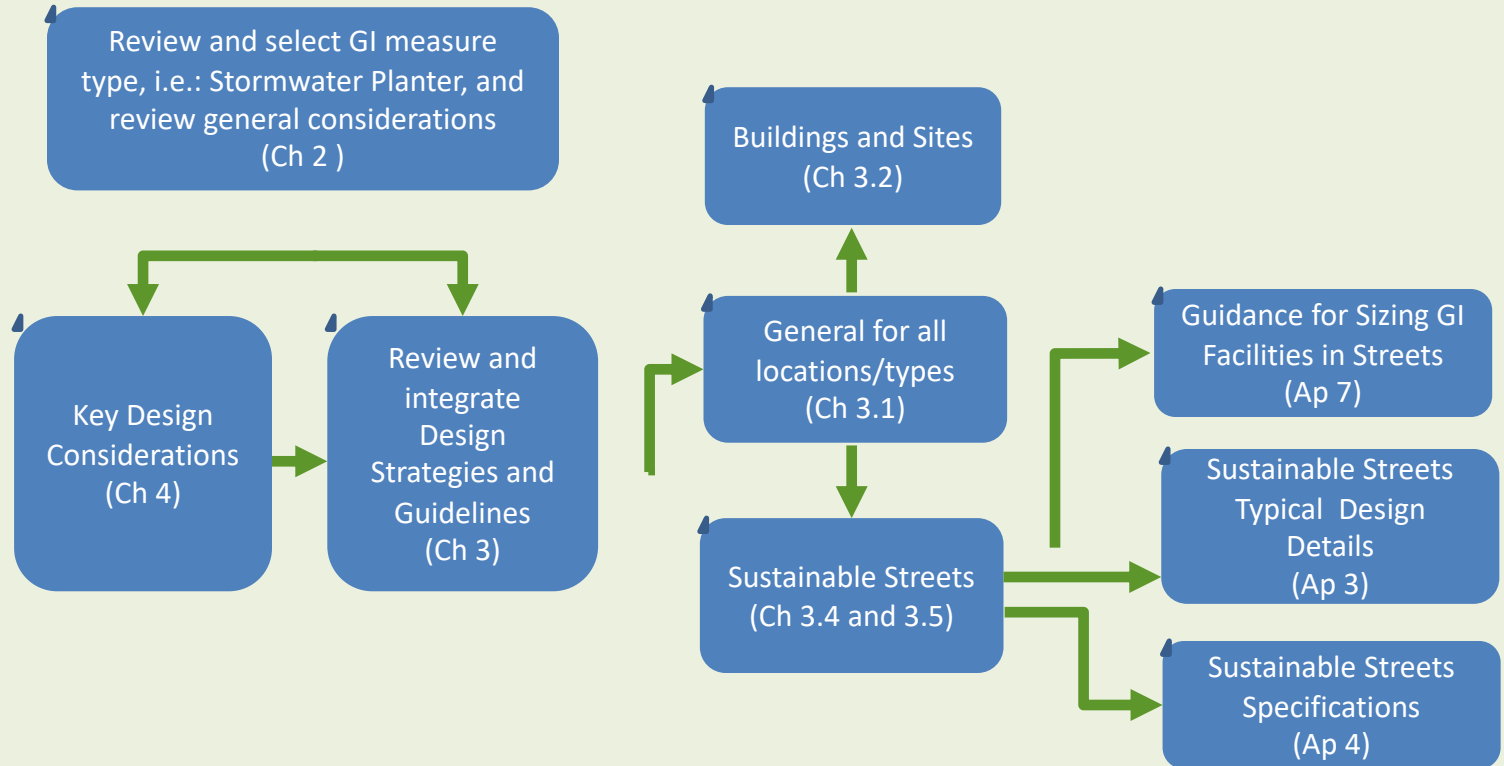 Review and select GI measure
type, i.e.: Stormwater Planter, and
review general considerations
(Ch 2 )
Key Design
Considerations
(Ch 4)
Review and
integrate
Design
Strategies and
Guidelines
(Ch 3)
Buildings and Sites
(Ch 3.2)
General for all
locations/types
(Ch 3.1)
Sustainable Streets
(Ch 3.4 and 3.5)
Guidance for Sizing GI
Facilities in Streets
(Ap 7)
Sustainable Streets
Typical  Design
Details
(Ap 3)
Sustainable Streets
Specifications
(Ap 4)